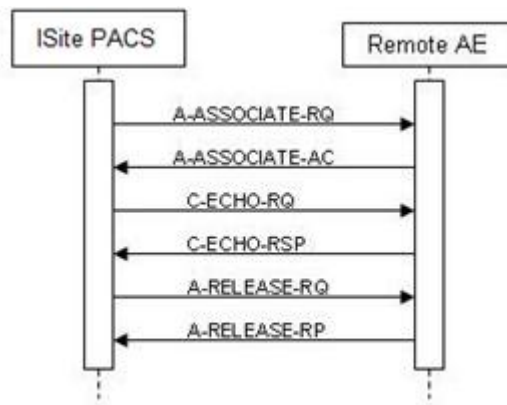 ISite PACS
Remote AE
A-ASSOCIATE-RQ
A-ASSOCIATE-AC
C-ECHO-RQ
C-ECHO-RSP
A-RELEASE-RQ
A-RELEASE-RP